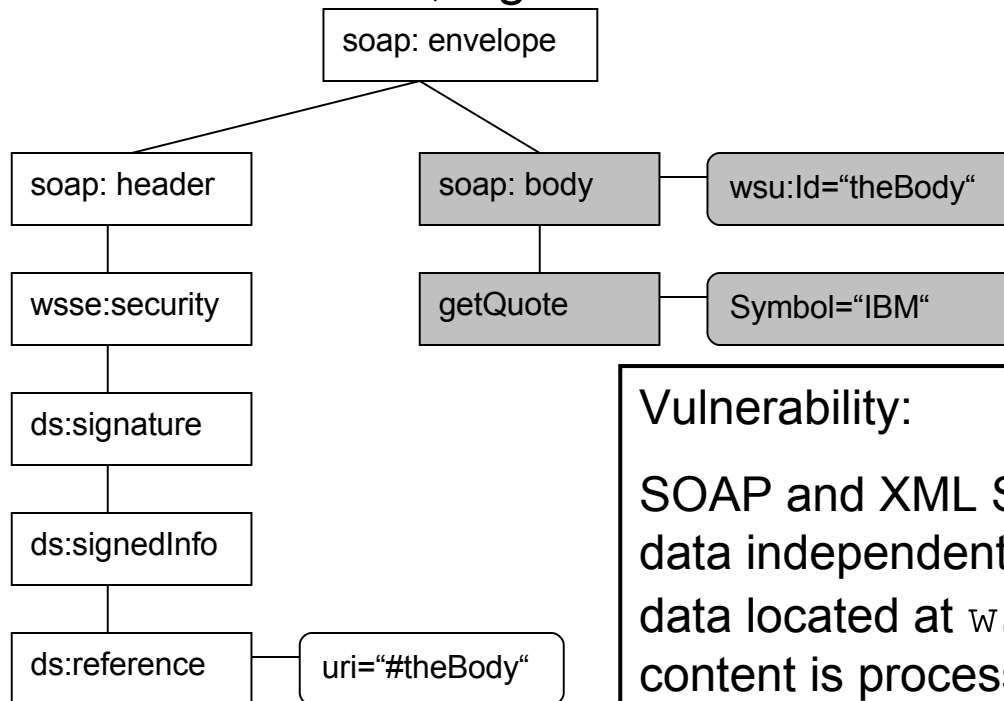 soap: envelope
soap: header
soap: body
wsu:Id="theBody“
wsse:security
getQuote
Symbol="IBM“
ds:signature
ds:signedInfo
ds:reference
uri=“#theBody“
Vulnerability:
SOAP and XML
data independent
data located at
content is